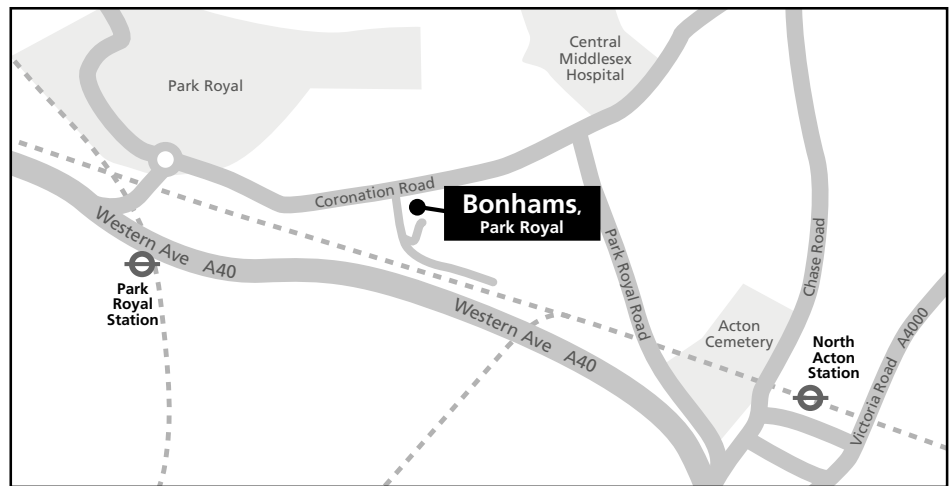 Central
Middlesex
Hospital
Park Royal
Coronation Road
Bonhams,
Park Royal
Western Ave A40
Park
Royal
Station
Park Royal Road
Chase Road
Western Ave A40
Acton
Cemetery
North
Acton
Station
Victoria Road A4000